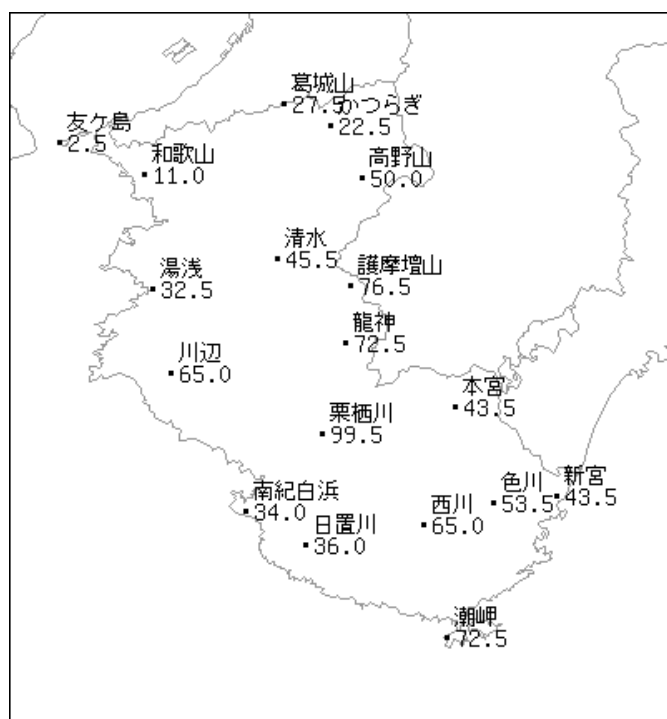 葛城山
27.5
かつらぎ
22.5
友ケ島
2.5
和歌山
11.0
高野山
50.0
清水
45.5
護摩壇山
76.5
湯浅
32.5
龍神
72.5
川辺
65.0
本宮
43.5
栗栖川
99.5
南紀白浜
34.0
日置川
36.0
西川
65.0
色川
53.5
新宮
43.5
潮岬
72.5